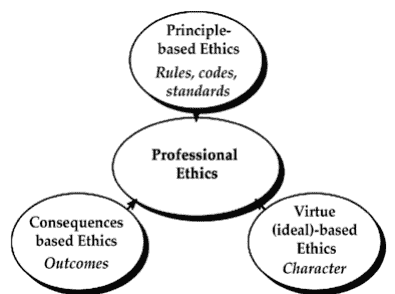 Principle-
based Ethics
Rules, codes,
standards
Professional
Ethics
Consequences
based Ethics
Outcomes
Virtue
(ideal)-based
Ethics
Character